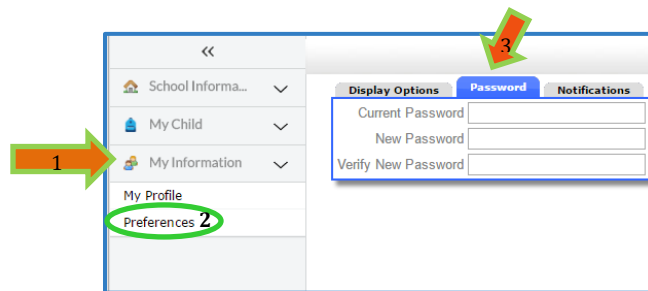 «
School Informa...
My Child
1
My Information
My Profile
Preferences 2
3
Display Options Password Notifications
Current Password
New Password
Verify New Password